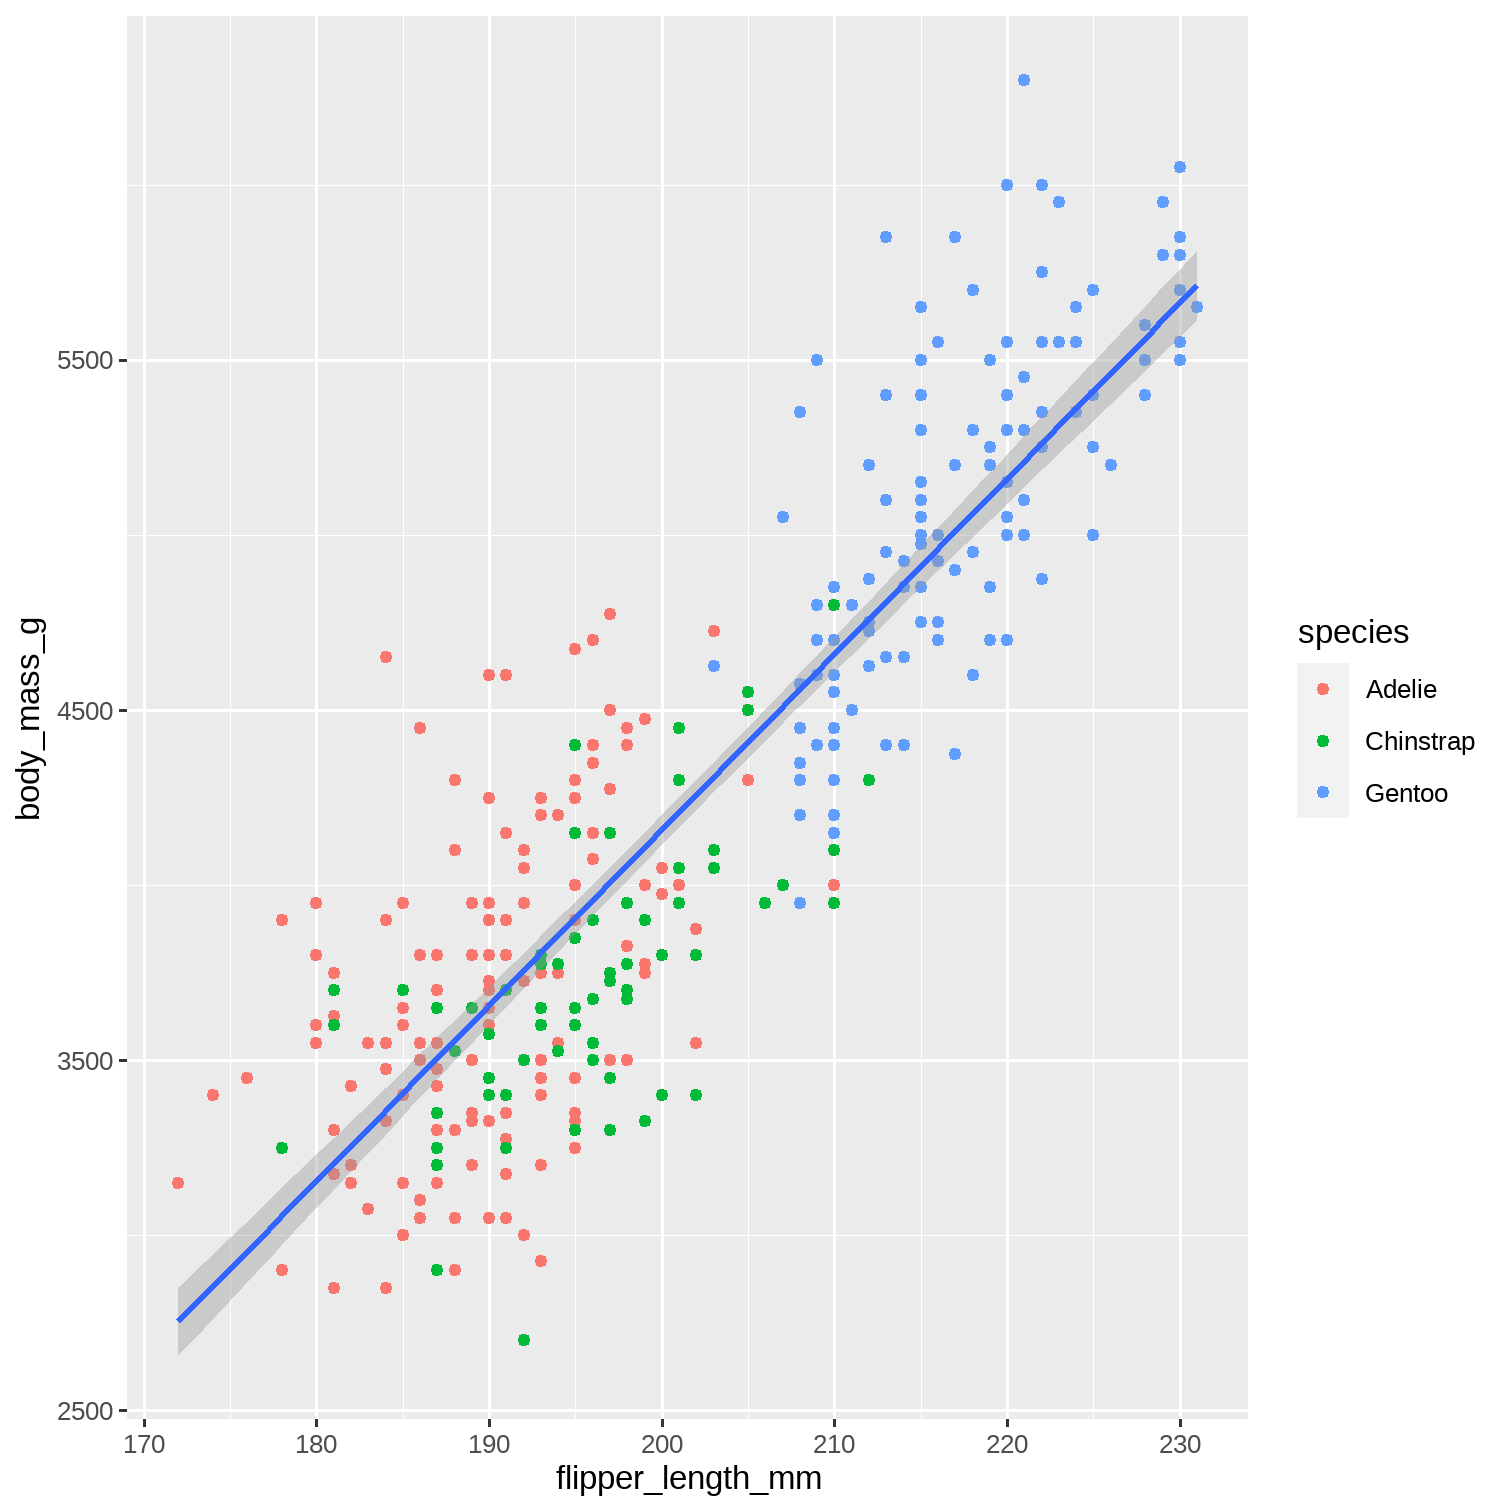 body_mass_g
5500
4500
3500
2500
170 180 190 200 210 220 230
flipper_length_mm
species
Adelie
Chinstrap
Gentoo